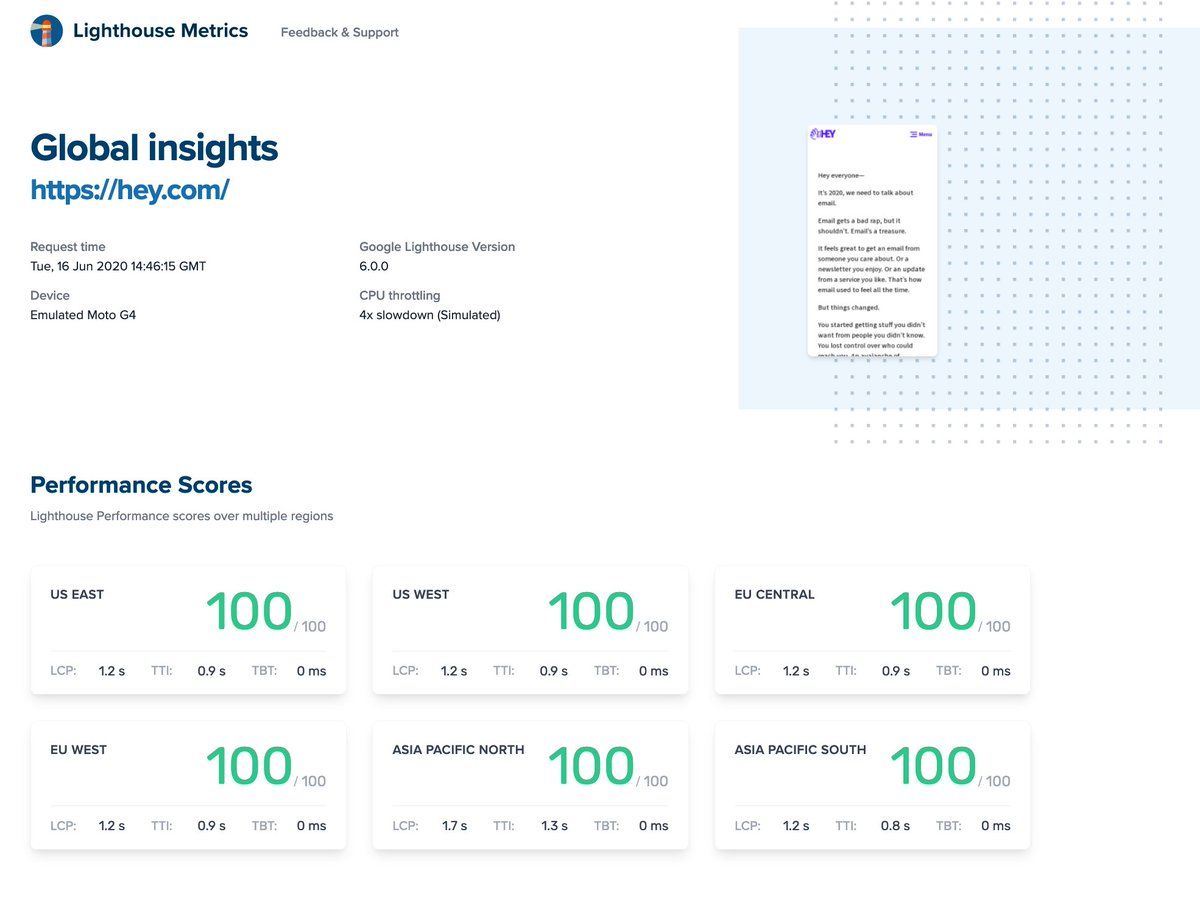 Lighthouse Metrics
Feedback & Support
Global insights
https://hey.com/
Request time
Tue, 16 Jun 2020 14:46:15 GMT
Google Lighthouse Version
6.0.0
Device
Emulated Moto G4
CPU throttling
4x slowdown (Simulated)
HEY
Menu
Hey everyone—
It's 2020, we need to talk about
email.
Email gets a bad rap, but it
shouldn't. Email's a treasure.
It feels great to get an email from
someone you care about. Or a
newsletter you enjoy. Or an update
from a service you like. That's how
email used to feel all the time.
But things changed.
You started getting stuff you didn't
want from people you didn't know.
You lost control over who could
reach you. An avalanche of
Performance Scores
Lighthouse Performance scores over multiple regions
US EAST
100 / 100
LCP: 1.2 s TTI: 0.9 s TBT: 0 ms
US WEST
100 / 100
LCP: 1.2 s TTI: 0.9 s TBT: 0 ms
EU CENTRAL
100 / 100
LCP: 1.2 s TTI: 0.9 s TBT: 0 ms
EU WEST
100 / 100
LCP: 1.2 s TTI: 0.9 s TBT: 0 ms
ASIA PACIFIC NORTH
100 / 100
LCP: 1.7 s TTI: 1.3 s TBT: 0 ms
ASIA PACIFIC SOUTH
100 / 100
LCP: 1.2 s TTI: 0.8 s TBT: 0 ms